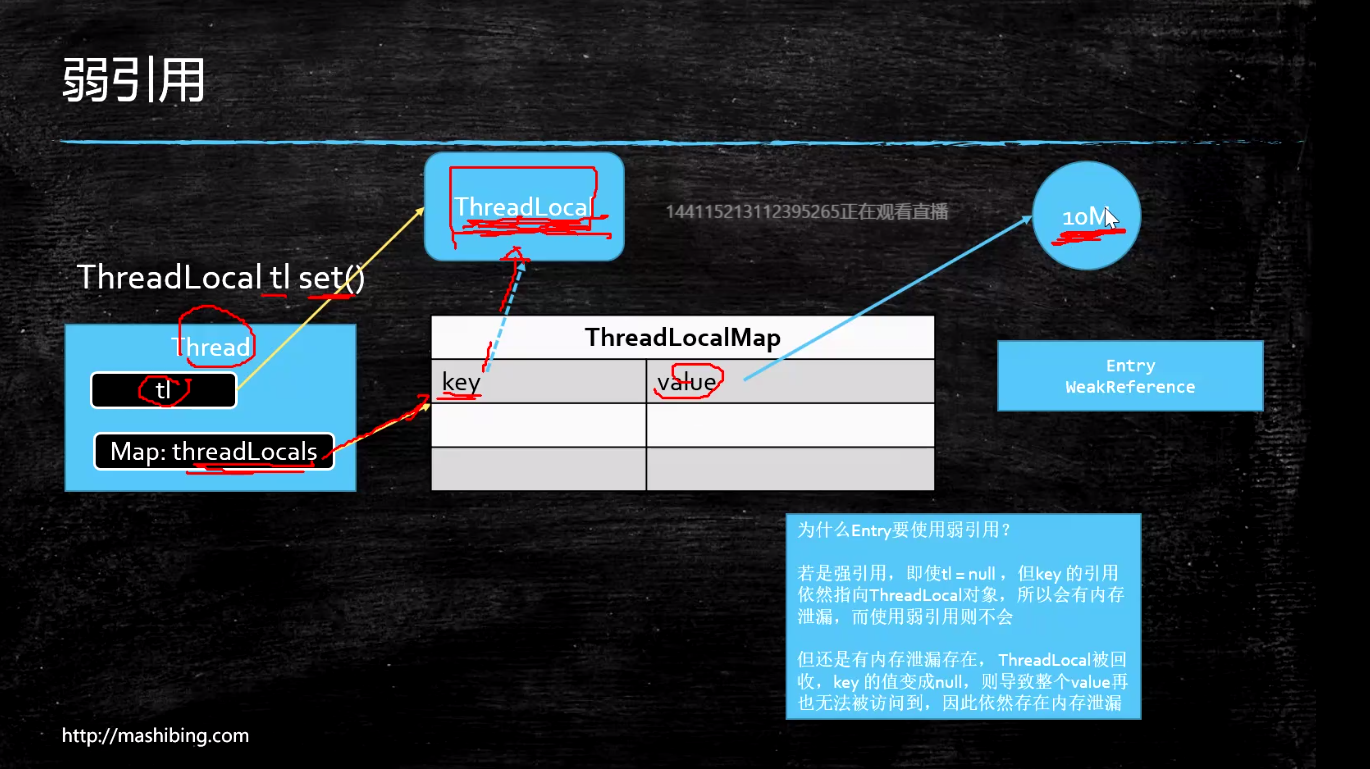 弱引用
ThreadLocal
144115213112395265正在观看直播
10M
ThreadLocal tl set()
Thread
tl
Map: threadLocals
ThreadLocalMap
key value
Entry
WeakReference
为什么Entry要使用弱引用？
若是强引用，即使tl = null，但key 的引用
依然指向ThreadLocal对象，所以会有内存
泄漏，而使用弱引用则不会
但还是有内存泄漏存在， ThreadLocal被回
收，key 的值变成null，则导致整个value再
也无法被访问到，因此依然存在内存泄漏
http://mashibing.com